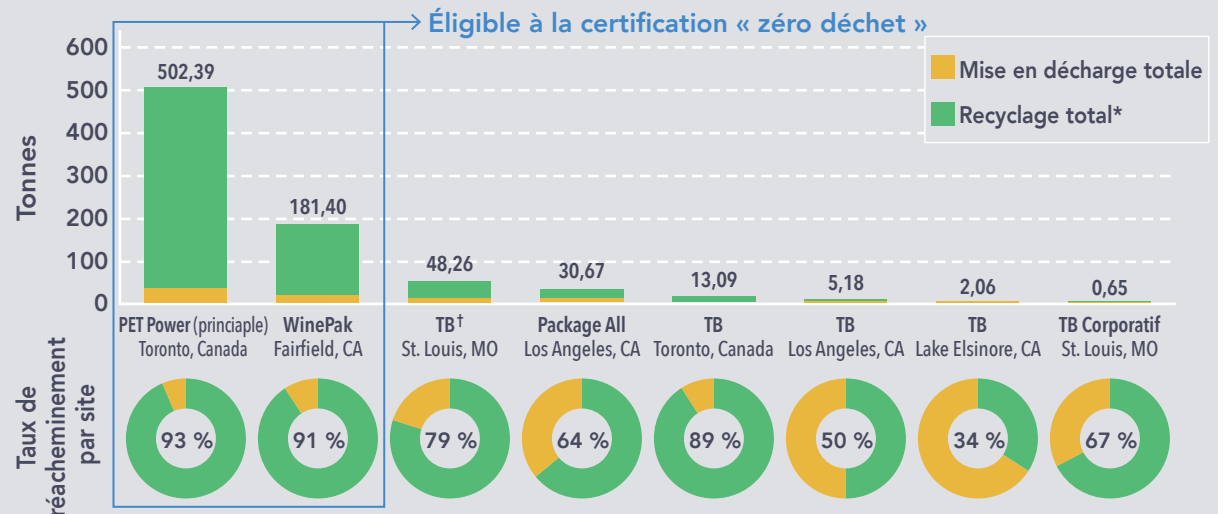 Éligible à la certification « zéro déchet »
Mise en décharge totale
Recyclage total*
Tonnes
600
500
400
300
200
100
0
502,39
181,40
48,26
30,67
13,09
5,18
2,06
0,65
PET Power (princiaple)
Toronto, Canada
WinePak
Fairfield, CA
TB†
St. Louis, MO
Package All
Los Angeles, CA
TB
Toronto, Canada
TB
Los Angeles, CA
TB
Lake Elsinore, CA
TB Corporatif
St. Louis, MO
Taux de
réacheminement
par site
93 %
91 %
79 %
64 %
89 %
50 %
34 %
67 %